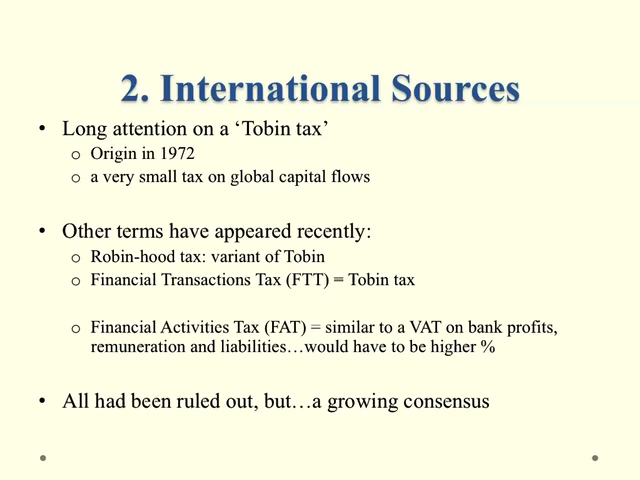 2. International Sources
• Long attention on a ‘Tobin tax’
o Origin in 1972
o a very small tax on global capital flows
• Other terms have appeared recently:
o Robin-hood tax: variant of Tobin
o Financial Transactions Tax (FTT) = Tobin tax
o Financial Activities Tax (FAT) = similar to a VAT on bank profits,
remuneration and liabilities…would have to be higher %
• All had been ruled out, but…a growing consensus